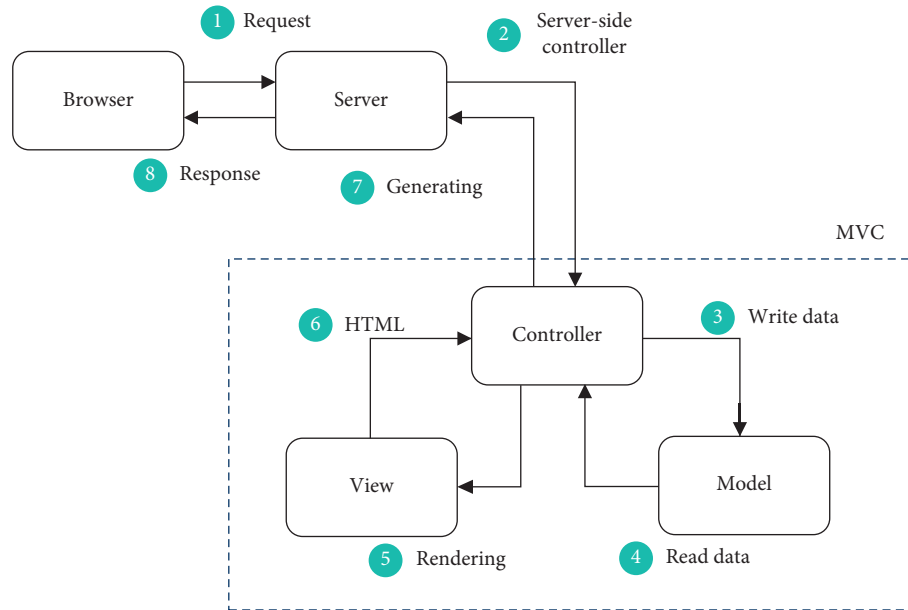 1 Request
2 Server-side
controller
Browser
Server
8 Response
7 Generating
MVC
6 HTML
Controller
3 Write data
View
Model
5 Rendering
4 Read data